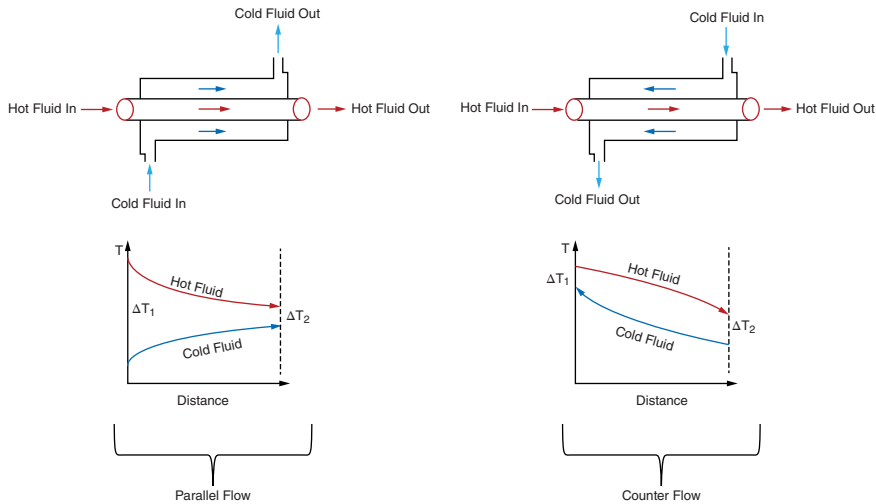 Cold Fluid Out
Hot Fluid In
Hot Fluid Out
Cold Fluid In
T
Hot Fluid
ΔT1
ΔT2
Cold Fluid
Distance
Parallel Flow
Cold Fluid In
Hot Fluid In
Hot Fluid Out
Cold Fluid Out
T
Hot Fluid
ΔT1
ΔT2
Cold Fluid
Distance
Counter Flow